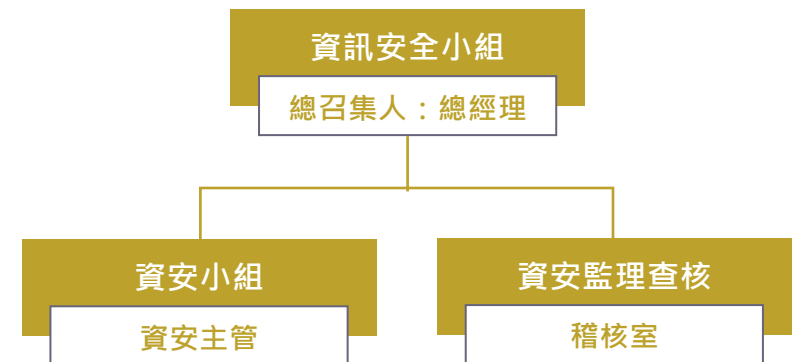 資訊安全小組
總召集人：總經理
資安小組
資安主管
資安監理查核
稽核室